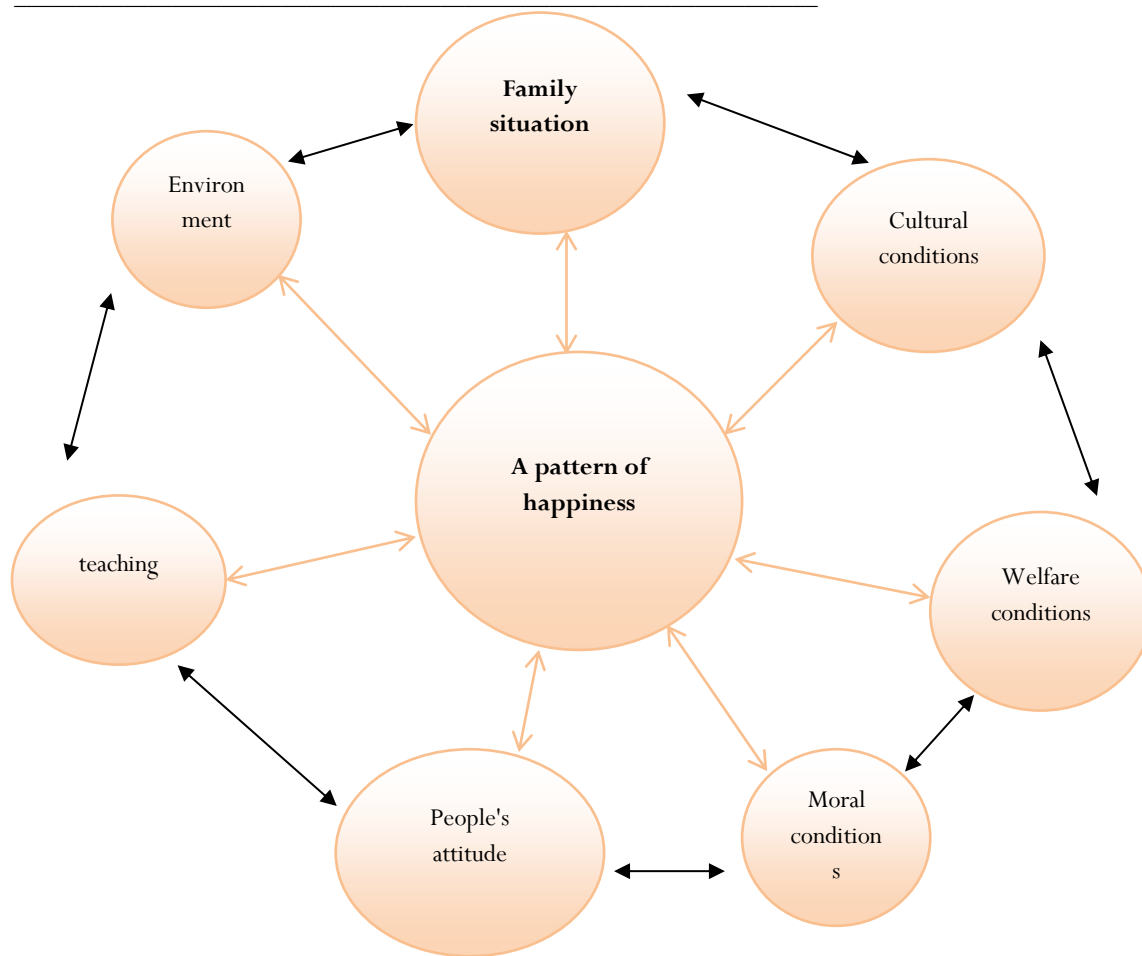 Family
situation
Environ
ment
Cultural
conditions
A pattern of
happiness
teaching
Welfare
conditions
People's
attitude
Moral
condition
s